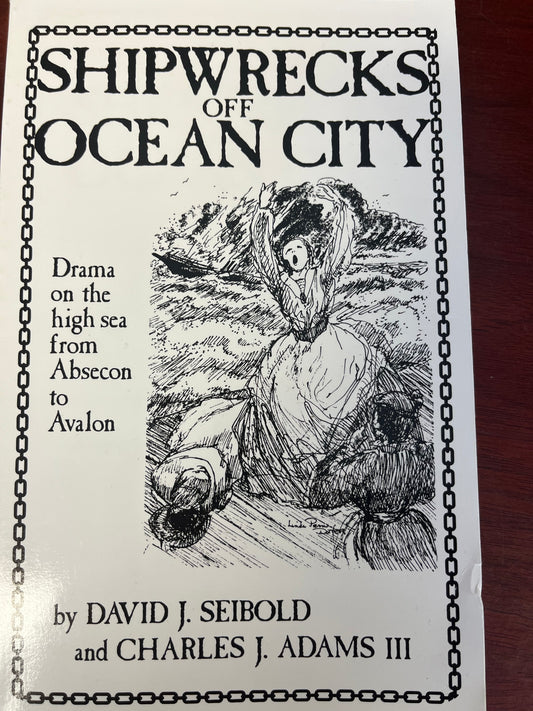 SHIPWRECKS
OFF
OCEAN CITY
Drama
on the
high sea
from
Absecon
to
Avalon
by DAVID J. SEIBOLD
and CHARLES J. ADAMS III